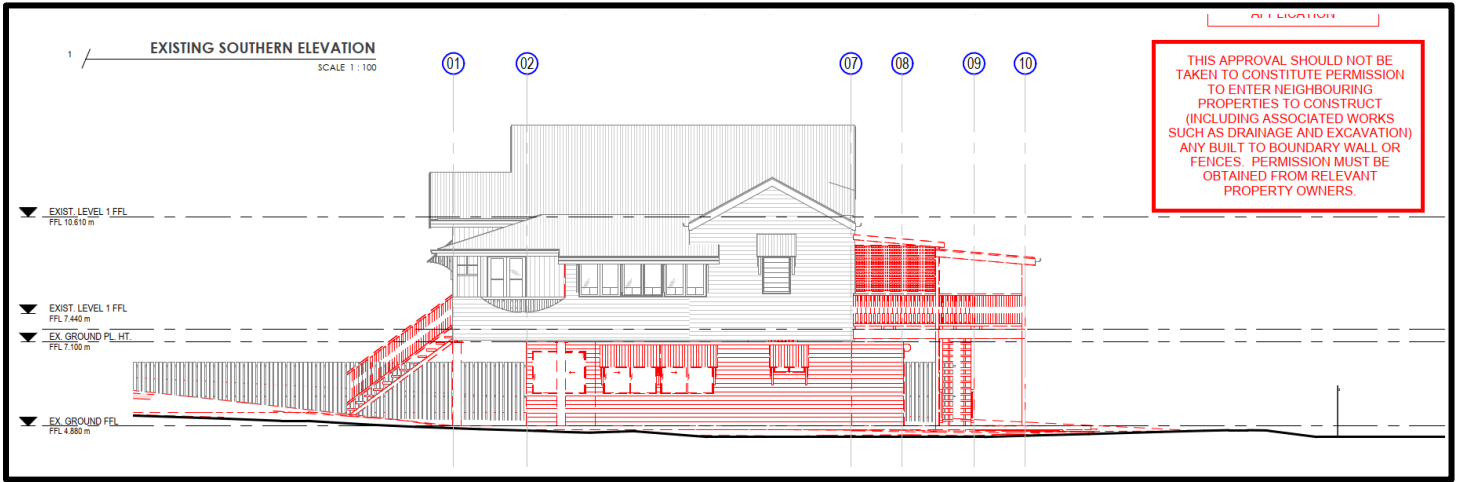 APPLICATION
1
EXISTING SOUTHERN ELEVATION
SCALE 1 : 100
01
02
07
08
09
10
THIS APPROVAL SHOULD NOT BE
TAKEN TO CONSTITUTE PERMISSION
TO ENTER NEIGHBOURING
PROPERTIES TO CONSTRUCT
(INCLUDING ASSOCIATED WORKS
SUCH AS DRAINAGE AND EXCAVATION)
ANY BUILT TO BOUNDARY WALL OR
FENCES. PERMISSION MUST BE
OBTAINED FROM RELEVANT
PROPERTY OWNERS.
EXIST. LEVEL 1 FFL
FFL 10.610 m
EXIST. LEVEL 1 FFL
FFL 7.440 m
EX. GROUND PL. HT.
FFL 7.100 m
EX. GROUND FFL
FFL 4.880 m